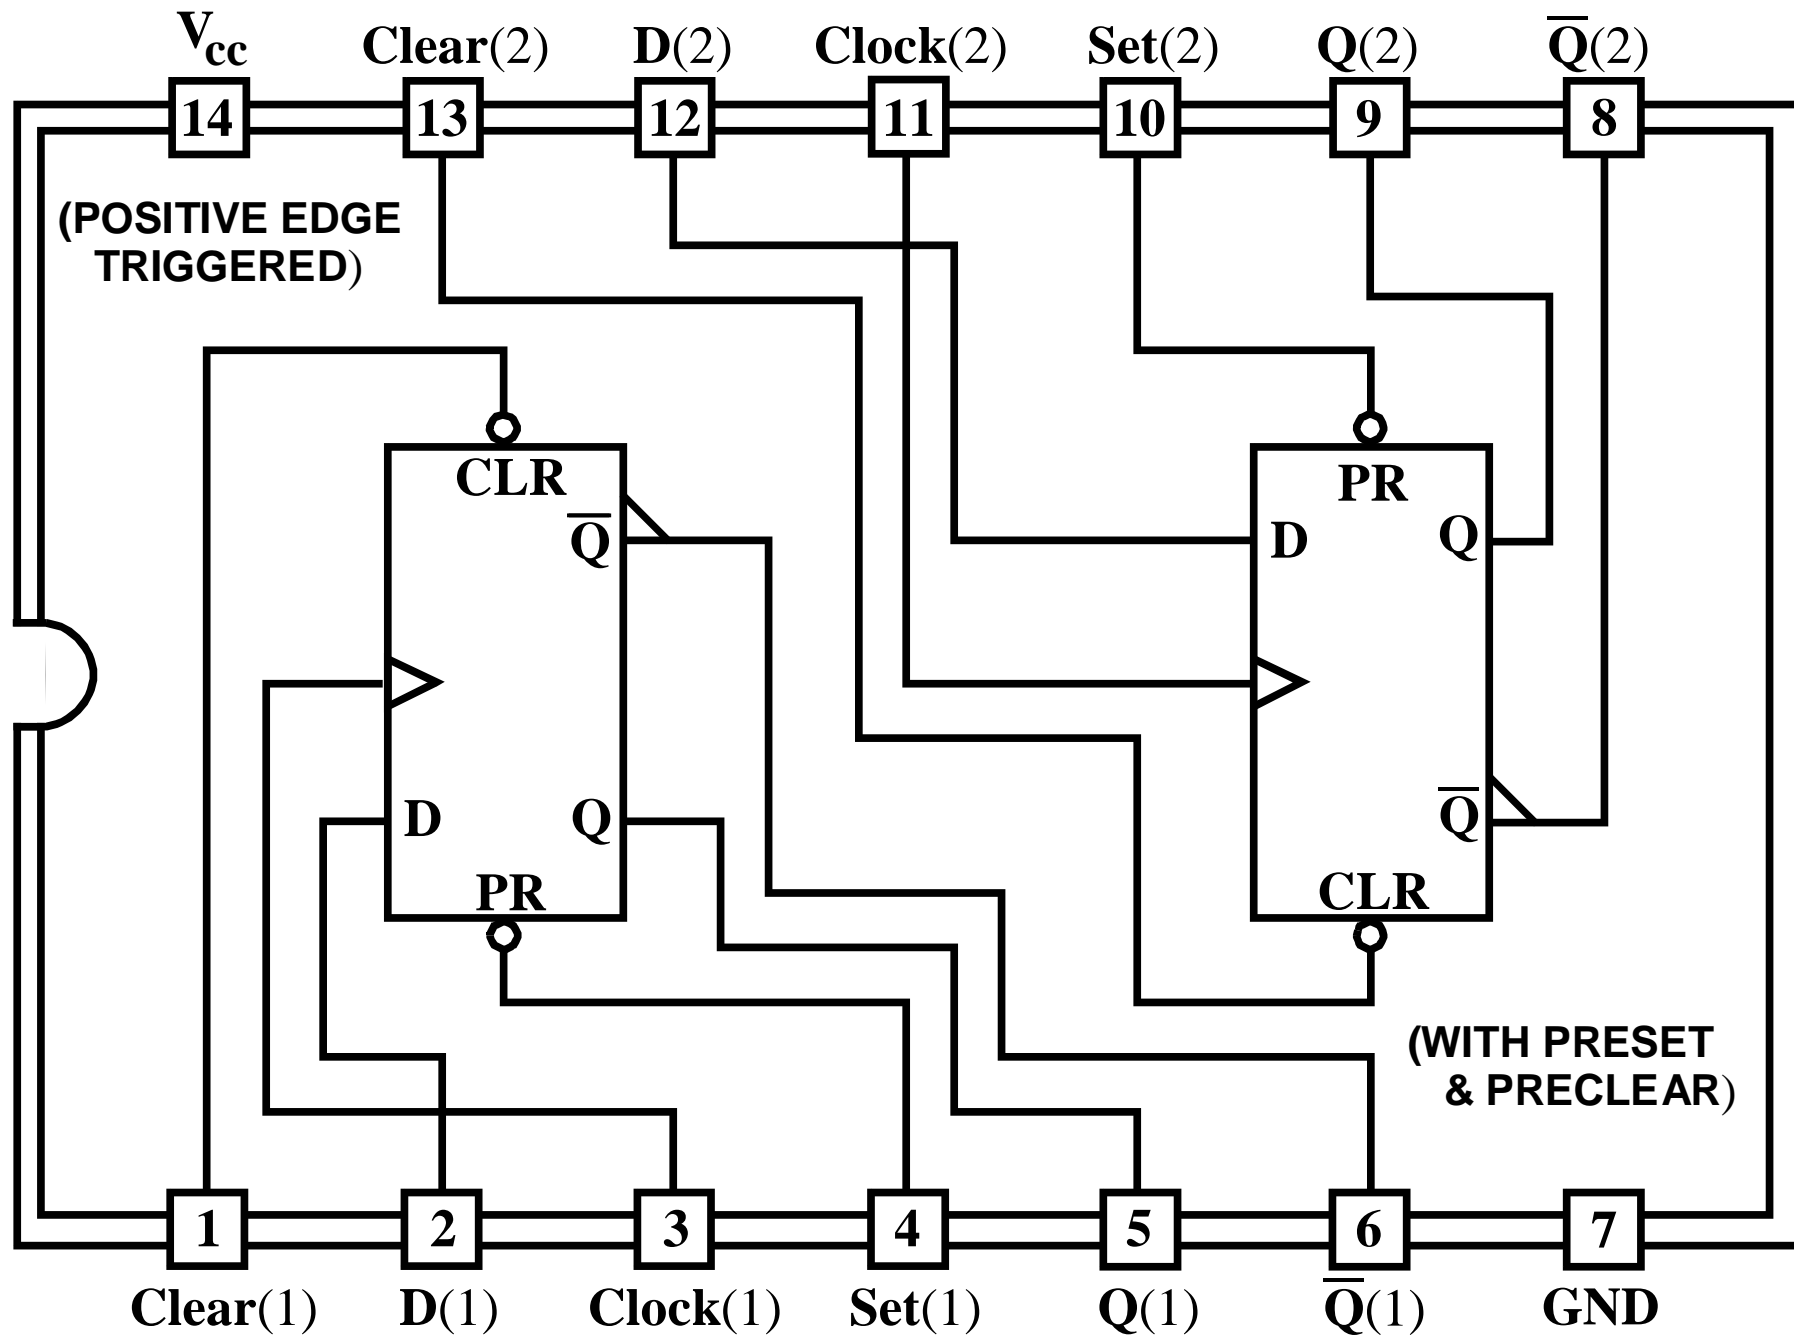 Vcc Clear(2) D(2) Clock(2) Set(2) Q(2) Q̅(2)
14 13 12 11 10 9 8
(POSITIVE EDGE
TRIGGERED)
CLR
Q̅
D Q
PR
PR
D Q
Q̅
CLR
(WITH PRESET
& PRECLEAR)
1 2 3 4 5 6 7
Clear(1) D(1) Clock(1) Set(1) Q(1) Q̅(1) GND